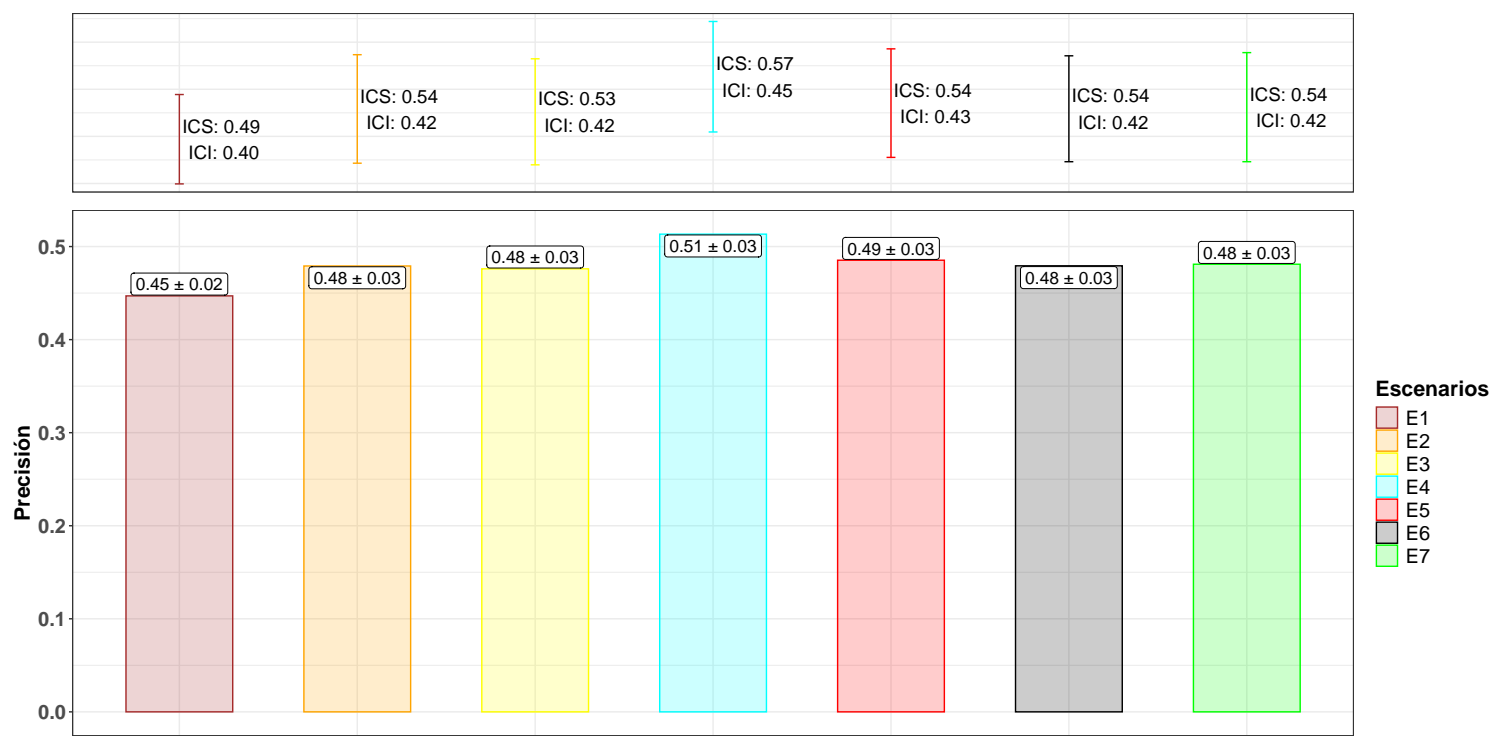 ICS: 0.49
ICI: 0.40
ICS: 0.54
ICI: 0.42
ICS: 0.53
ICI: 0.42
ICS: 0.57
ICI: 0.45
ICS: 0.54
ICI: 0.43
ICS: 0.54
ICI: 0.42
ICS: 0.54
ICI: 0.42
Precisión
0.5
0.4
0.3
0.2
0.1
0.0
0.45 ± 0.02
0.48 ± 0.03
0.48 ± 0.03
0.51 ± 0.03
0.49 ± 0.03
0.48 ± 0.03
0.48 ± 0.03
Escenarios
E1
E2
E3
E4
E5
E6
E7